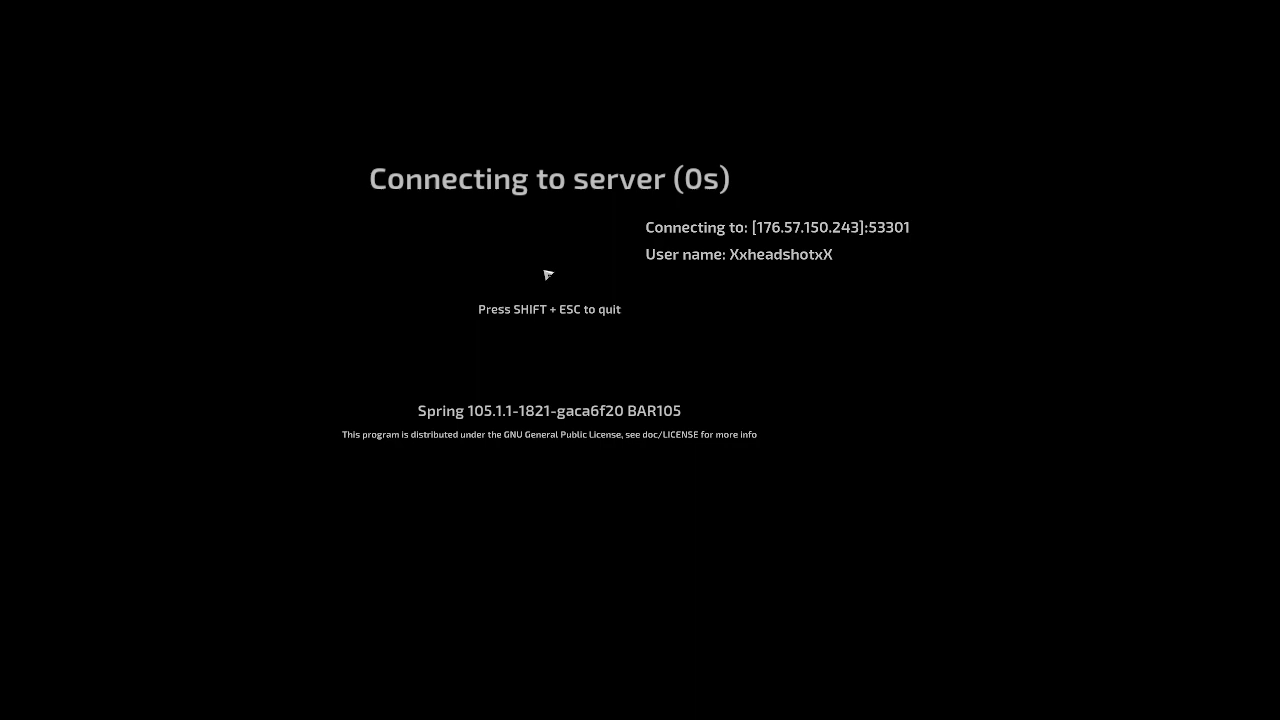 Connecting to server (0s)
Connecting to: [176.57.150.243]:53301
User name: XxheadshotxX
Press SHIFT + ESC to quit
Spring 105.1.1-1821-gaca6f20 BAR105
This program is distributed under the GNU General Public License, see doc/LICENSE for more info